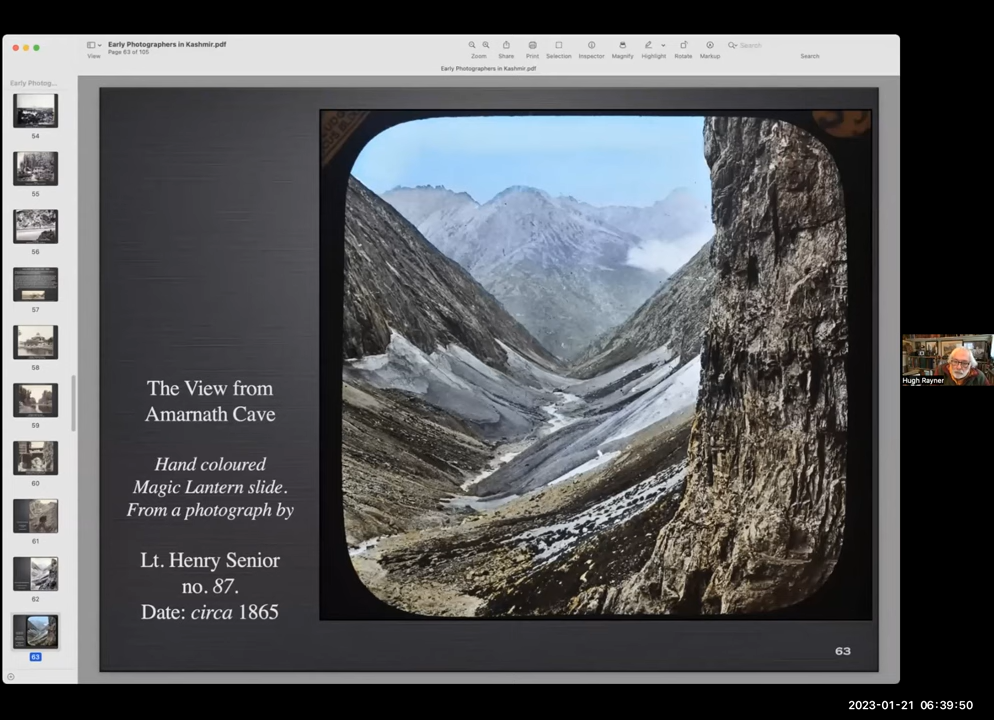 Early Photographers in Kashmir.pdf
Page 63 of 105
View
Zoom
Share
Print
Selection
Inspector
Magnify
Highlight
Rotate
Markup
Search
Search
Early Photographers in Kashmir.pdf
Early Photog...
54
55
56
57
58
59
60
61
62
63
The View from
Amarnath Cave
Hand coloured
Magic Lantern slide.
From a photograph by
Lt. Henry Senior
no. 87.
Date: circa 1865
63
Hugh Rayner
2023-01-21 06:39:50